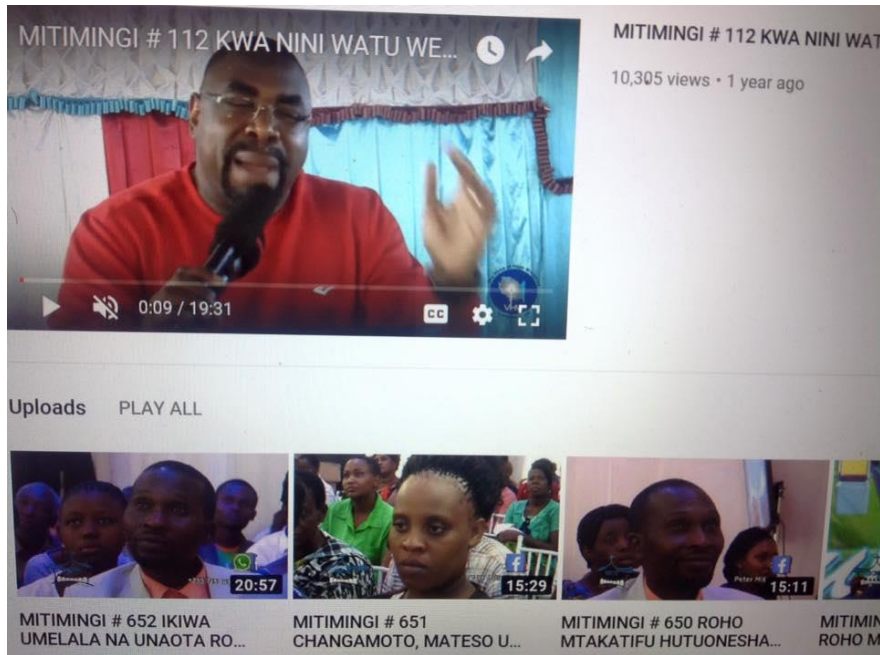 MITIMINGI # 112 KWA NINI WATU WE...
MITIMINGI # 112 KWA NINI WAT
10,305 views • 1 year ago
0:09 / 19:31
CC
Uploads PLAY ALL
20:57
15:29
Peter Mit
15:11
MITIMINGI # 652 IKIWA
UMELALA NA UNAOTA RO...
MITIMINGI # 651
CHANGAMOTO, MATESO U...
MITIMINGI # 650 ROHO
MTAKATIFU HUTUONESHA...
MITIMIN
ROHO M